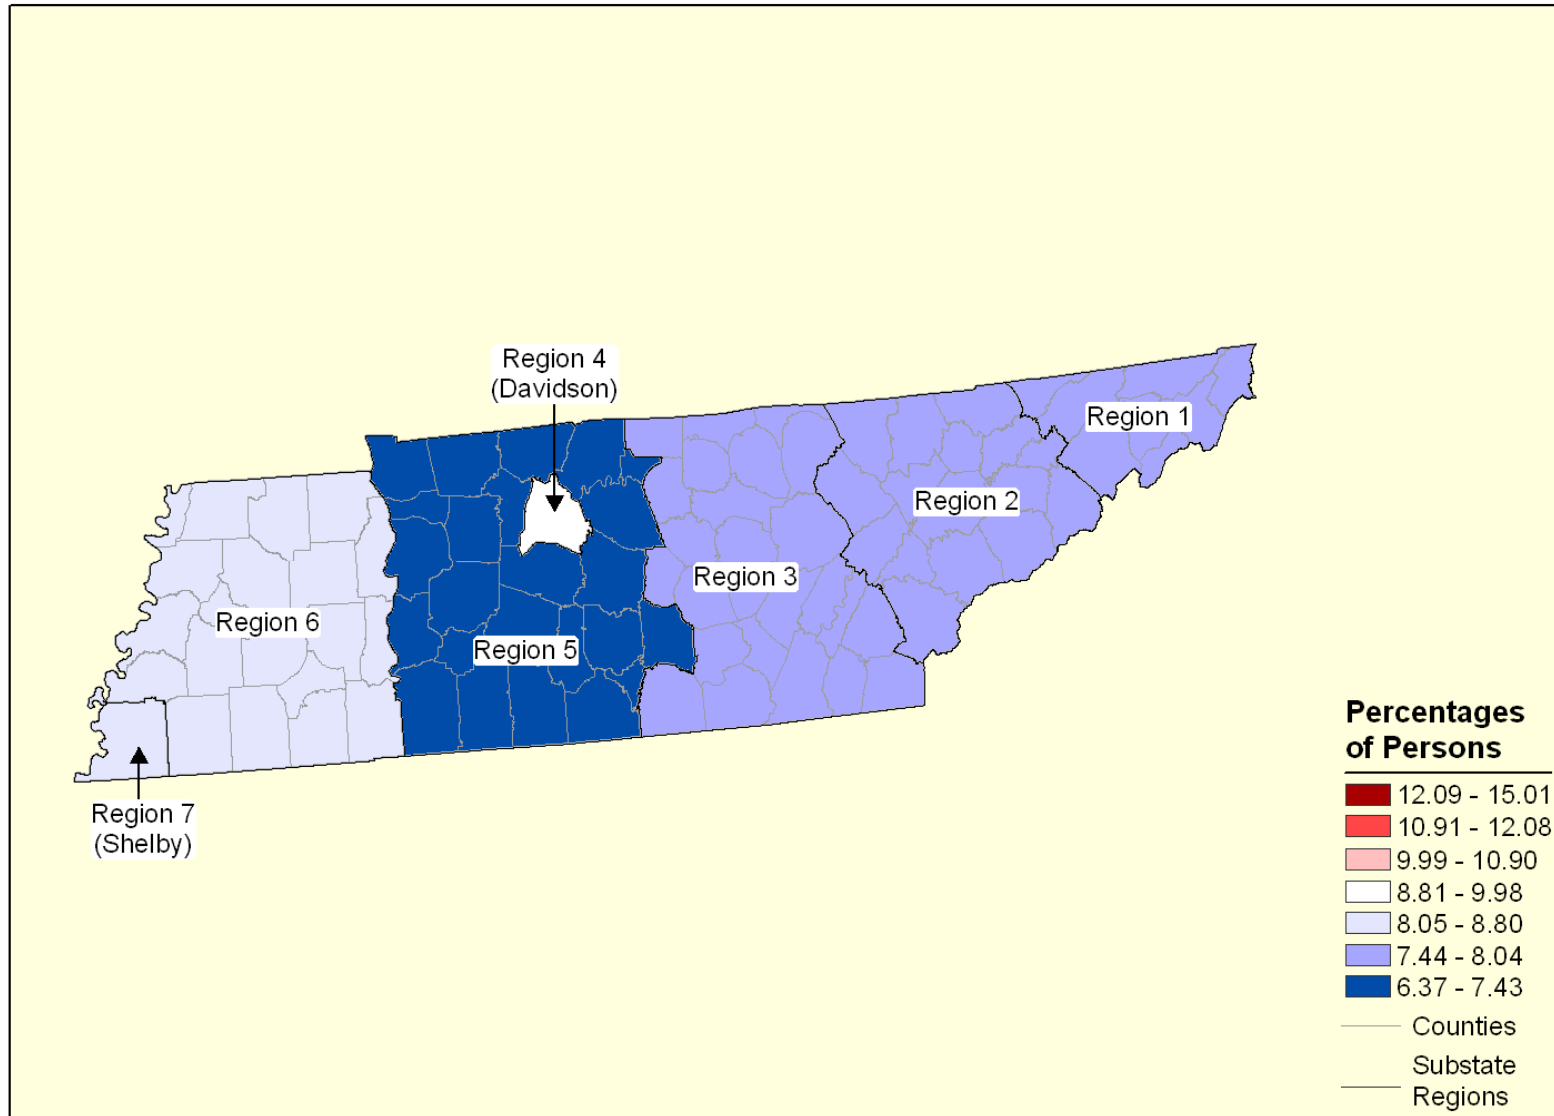 Region 4
(Davidson)
Region 1
Region 2
Region 3
Region 6
Region 5
Region 7
(Shelby)
Percentages
of Persons
12.09 - 15.01
10.91 - 12.08
9.99 - 10.90
8.81 - 9.98
8.05 - 8.80
7.44 - 8.04
6.37 - 7.43
Counties
Substate
Regions